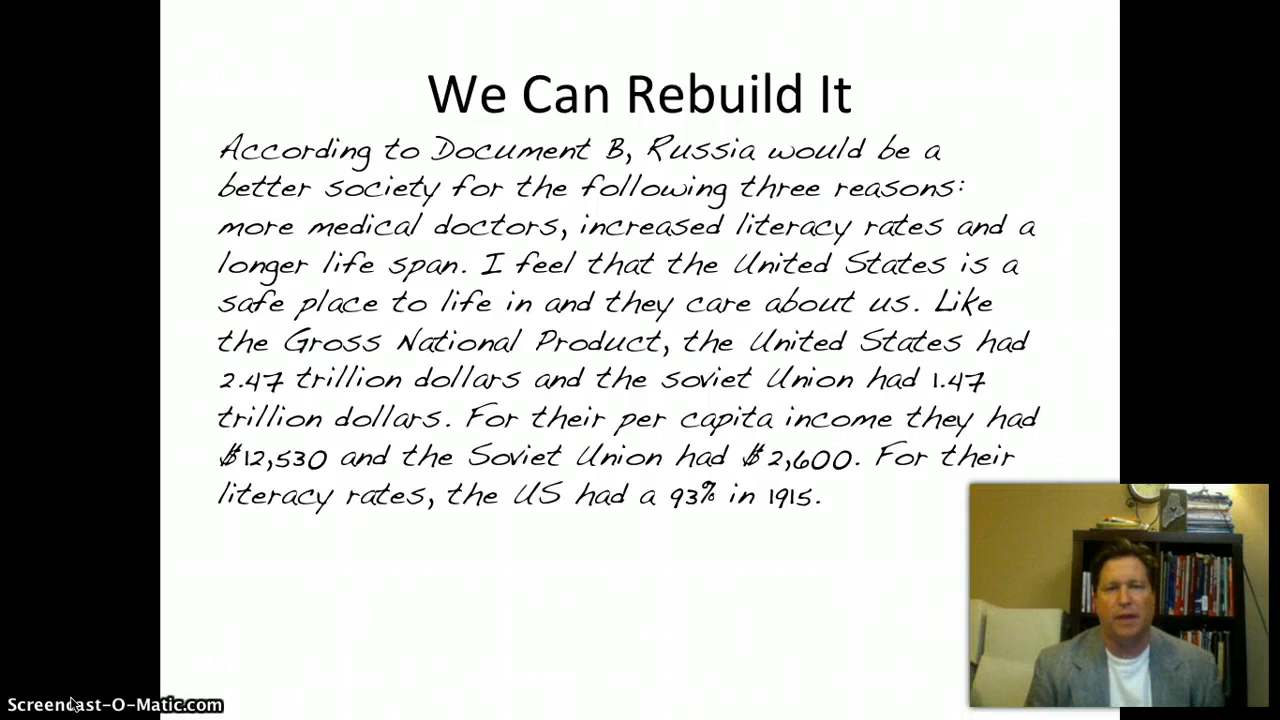 We Can Rebuild It
According to Document B, Russia would be a
better society for the following three reasons:
more medical doctors, increased literacy rates and a
longer life span. I feel that the United States is a
safe place to life in and they care about us. Like
the Gross National Product, the United States had
2.47 trillion dollars and the soviet Union had 1.47
trillion dollars. For their per capita income they had
$12,530 and the Soviet Union had $2,600. For their
literacy rates, the US had a 93% in 1915.
Screencast-O-Matic.com